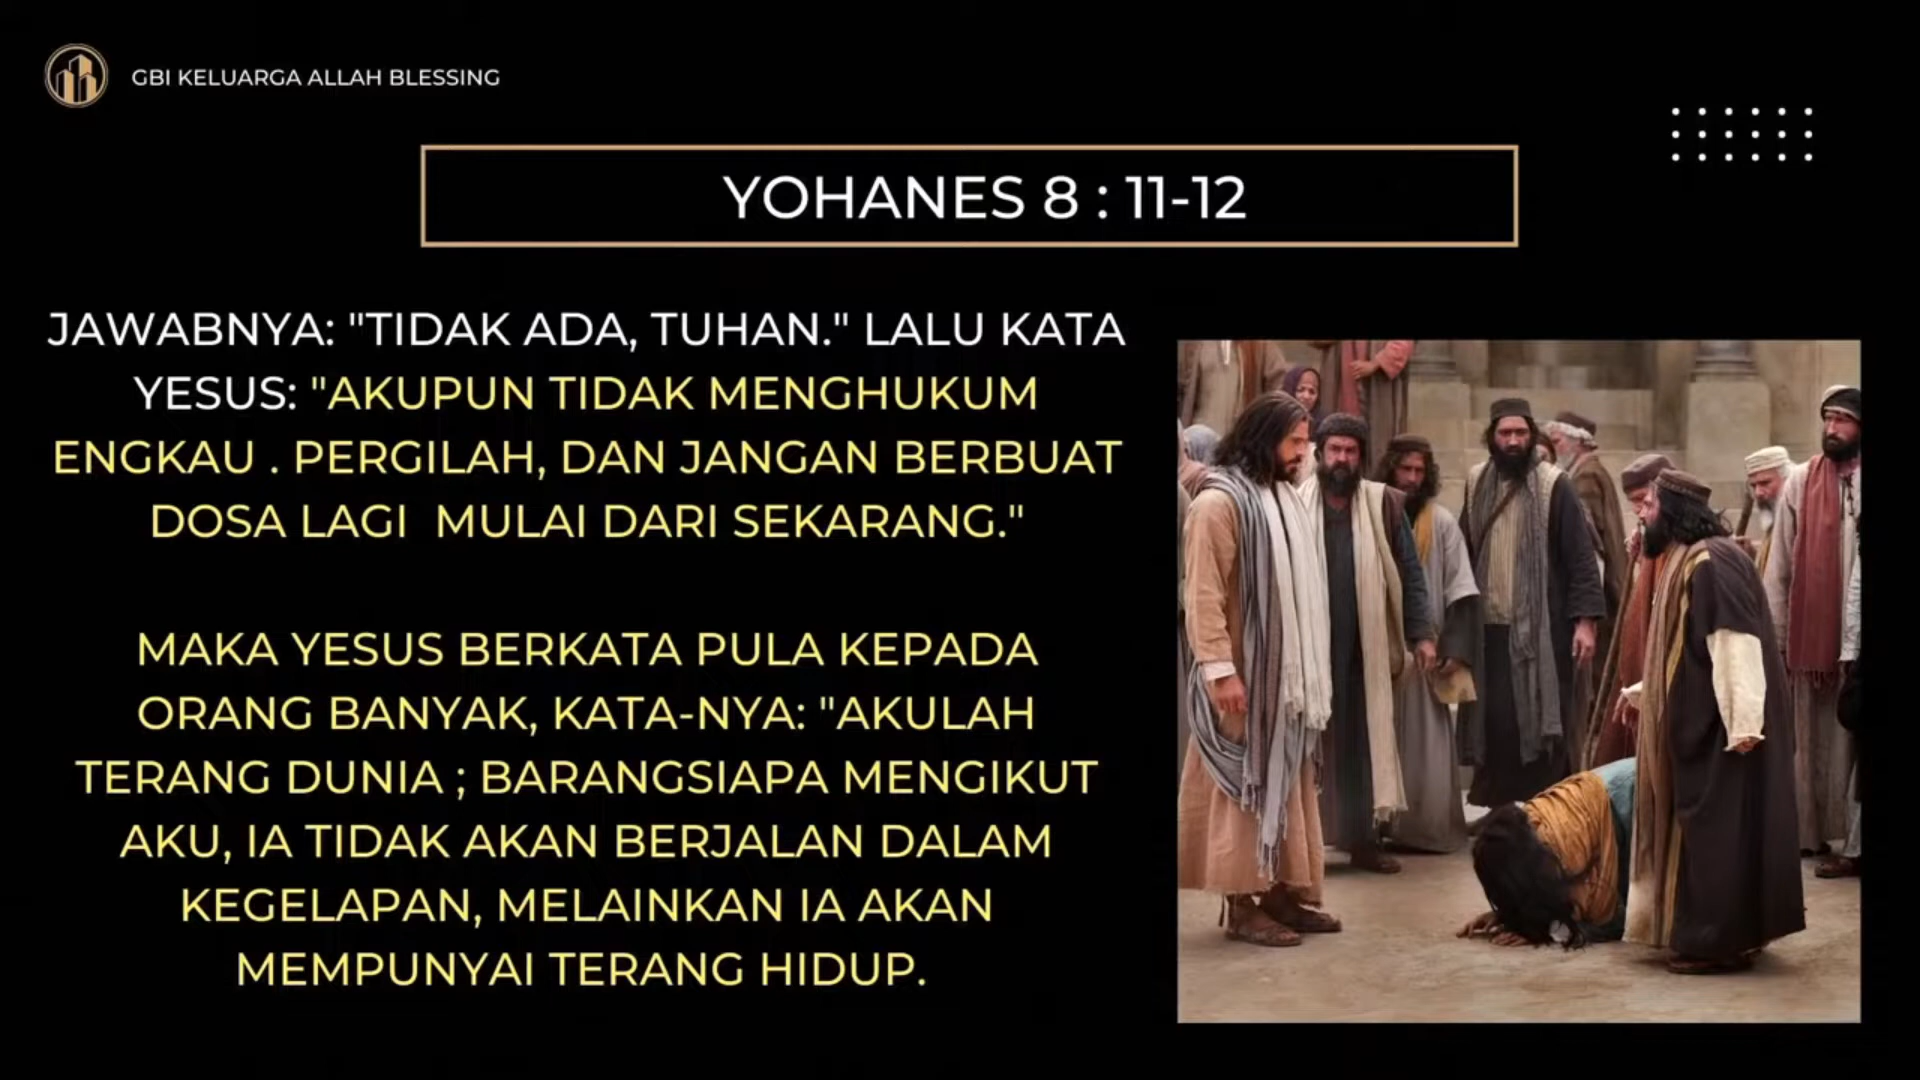 GBI KELUARGA ALLAH BLESSING
YOHANES 8 : 11-12
JAWABNYA: "TIDAK ADA, TUHAN." LALU KATA
YESUS: "AKUPUN TIDAK MENGHUKUM
ENGKAU . PERGILAH, DAN JANGAN BERBUAT
DOSA LAGI  MULAI DARI SEKARANG."
MAKA YESUS BERKATA PULA KEPADA
ORANG BANYAK, KATA-NYA: "AKULAH
TERANG DUNIA ; BARANGSIAPA MENGIKUT
AKU, IA TIDAK AKAN BERJALAN DALAM
KEGELAPAN, MELAINKAN IA AKAN
MEMPUNYAI TERANG HIDUP.